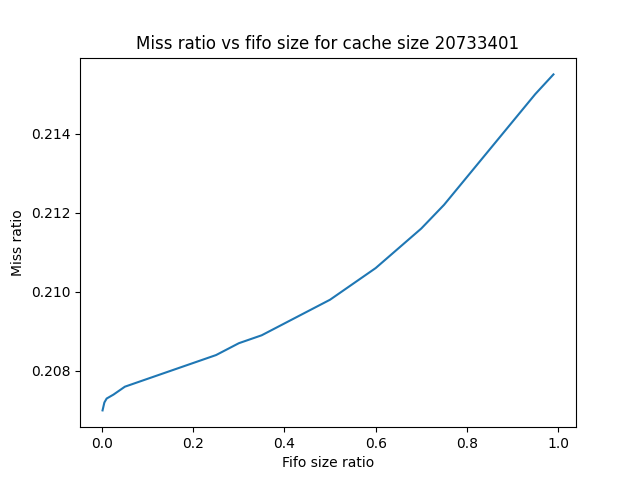 Miss ratio vs fifo size for cache size 20733401
0.214
0.212
0.210
0.208
Miss ratio
0.0 0.2 0.4 0.6 0.8 1.0
Fifo size ratio